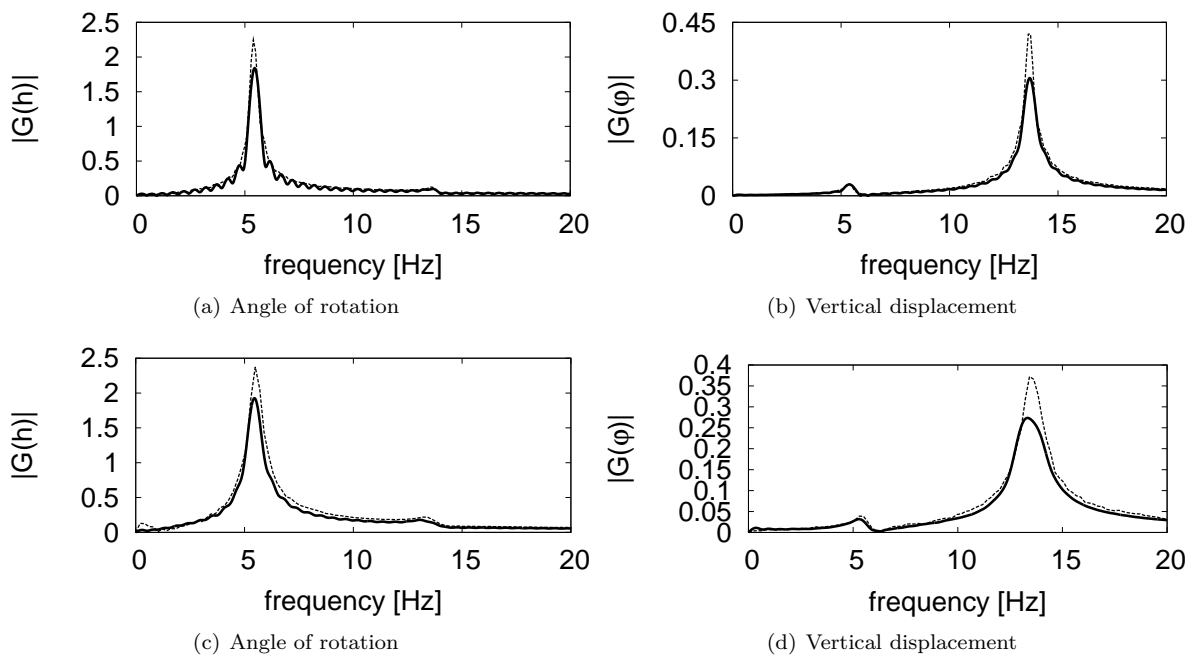 |G(h)|
2.5
2
1.5
1
0.5
0
0 5 10 15 20
frequency [Hz]
(a) Angle of rotation
|G(φ)|
0.45
0.3
0.15
0
0 5 10 15 20
frequency [Hz]
(b) Vertical displacement
|G(h)|
2.5
2
1.5
1
0.5
0
0 5 10 15 20
frequency [Hz]
(c) Angle of rotation
|G(φ)|
0.4
0.35
0.3
0.25
0.2
0.15
0.1
0.05
0
0 5 10 15 20
frequency [Hz]
(d) Vertical displacement